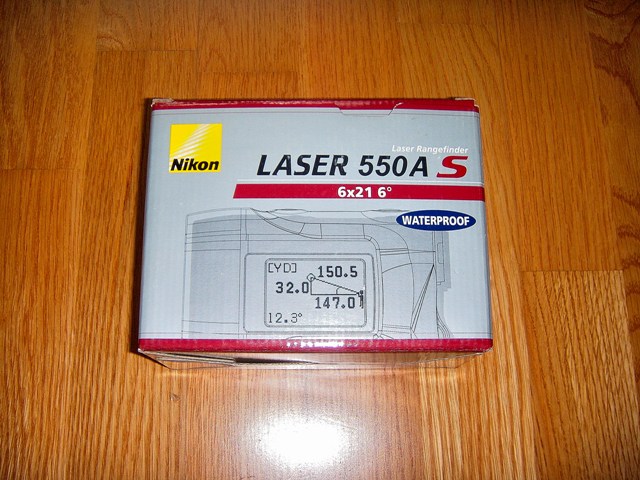 Nikon
Laser Rangefinder
LASER 550A S
6x21 6°
WATERPROOF
[YD] 150.5
32.0
147.0
12.3°